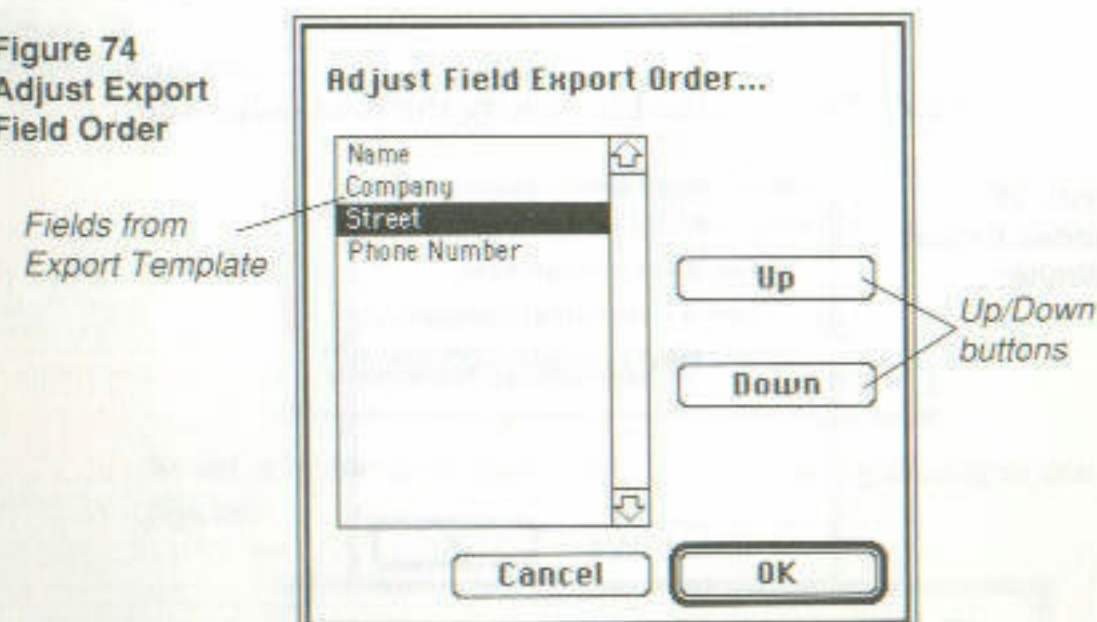 Figure 74
Adjust Export
Field Order
Adjust Field Export Order...
Name
Company
Street
Phone Number
Fields from
Export Template
Up
Down
Up/Down
buttons
Cancel
OK